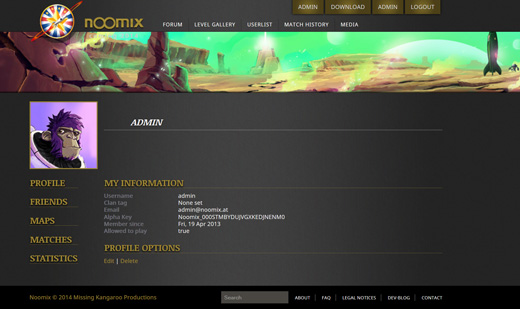 ADMIN DOWNLOAD ADMIN LOGOUT
nOOmix
FORUM LEVEL GALLERY USERLIST MATCH HISTORY MEDIA
ADMIN
PROFILE
FRIENDS
MAPS
MATCHES
STATISTICS
MY INFORMATION
Username admin
Clan tag None set
Email admin@noomix.at
Alpha Key Noomix_000STMBYDUJVGXKEDJNENM0
Member since Fri, 19 Apr 2013
Allowed to play true
PROFILE OPTIONS
Edit | Delete
Noomix © 2014 Missing Kangaroo Productions
Search
ABOUT | FAQ | LEGAL NOTICES | DEV-BLOG | CONTACT